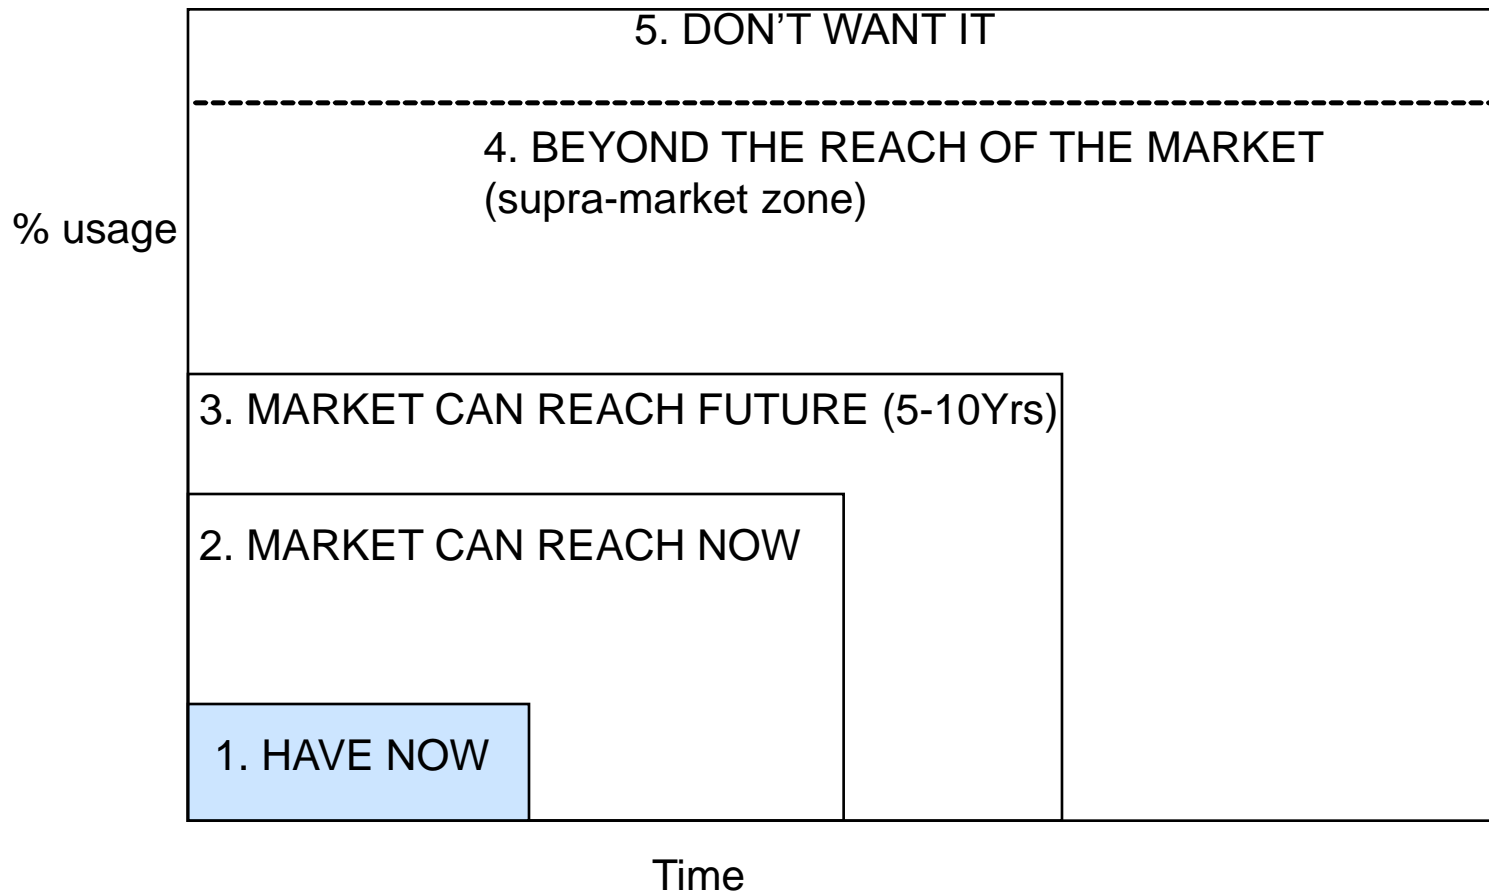 5. DON’T WANT IT
4. BEYOND THE REACH OF THE MARKET
(supra-market zone)
% usage
3. MARKET CAN REACH FUTURE (5-10Yrs)
2. MARKET CAN REACH NOW
1. HAVE NOW
Time